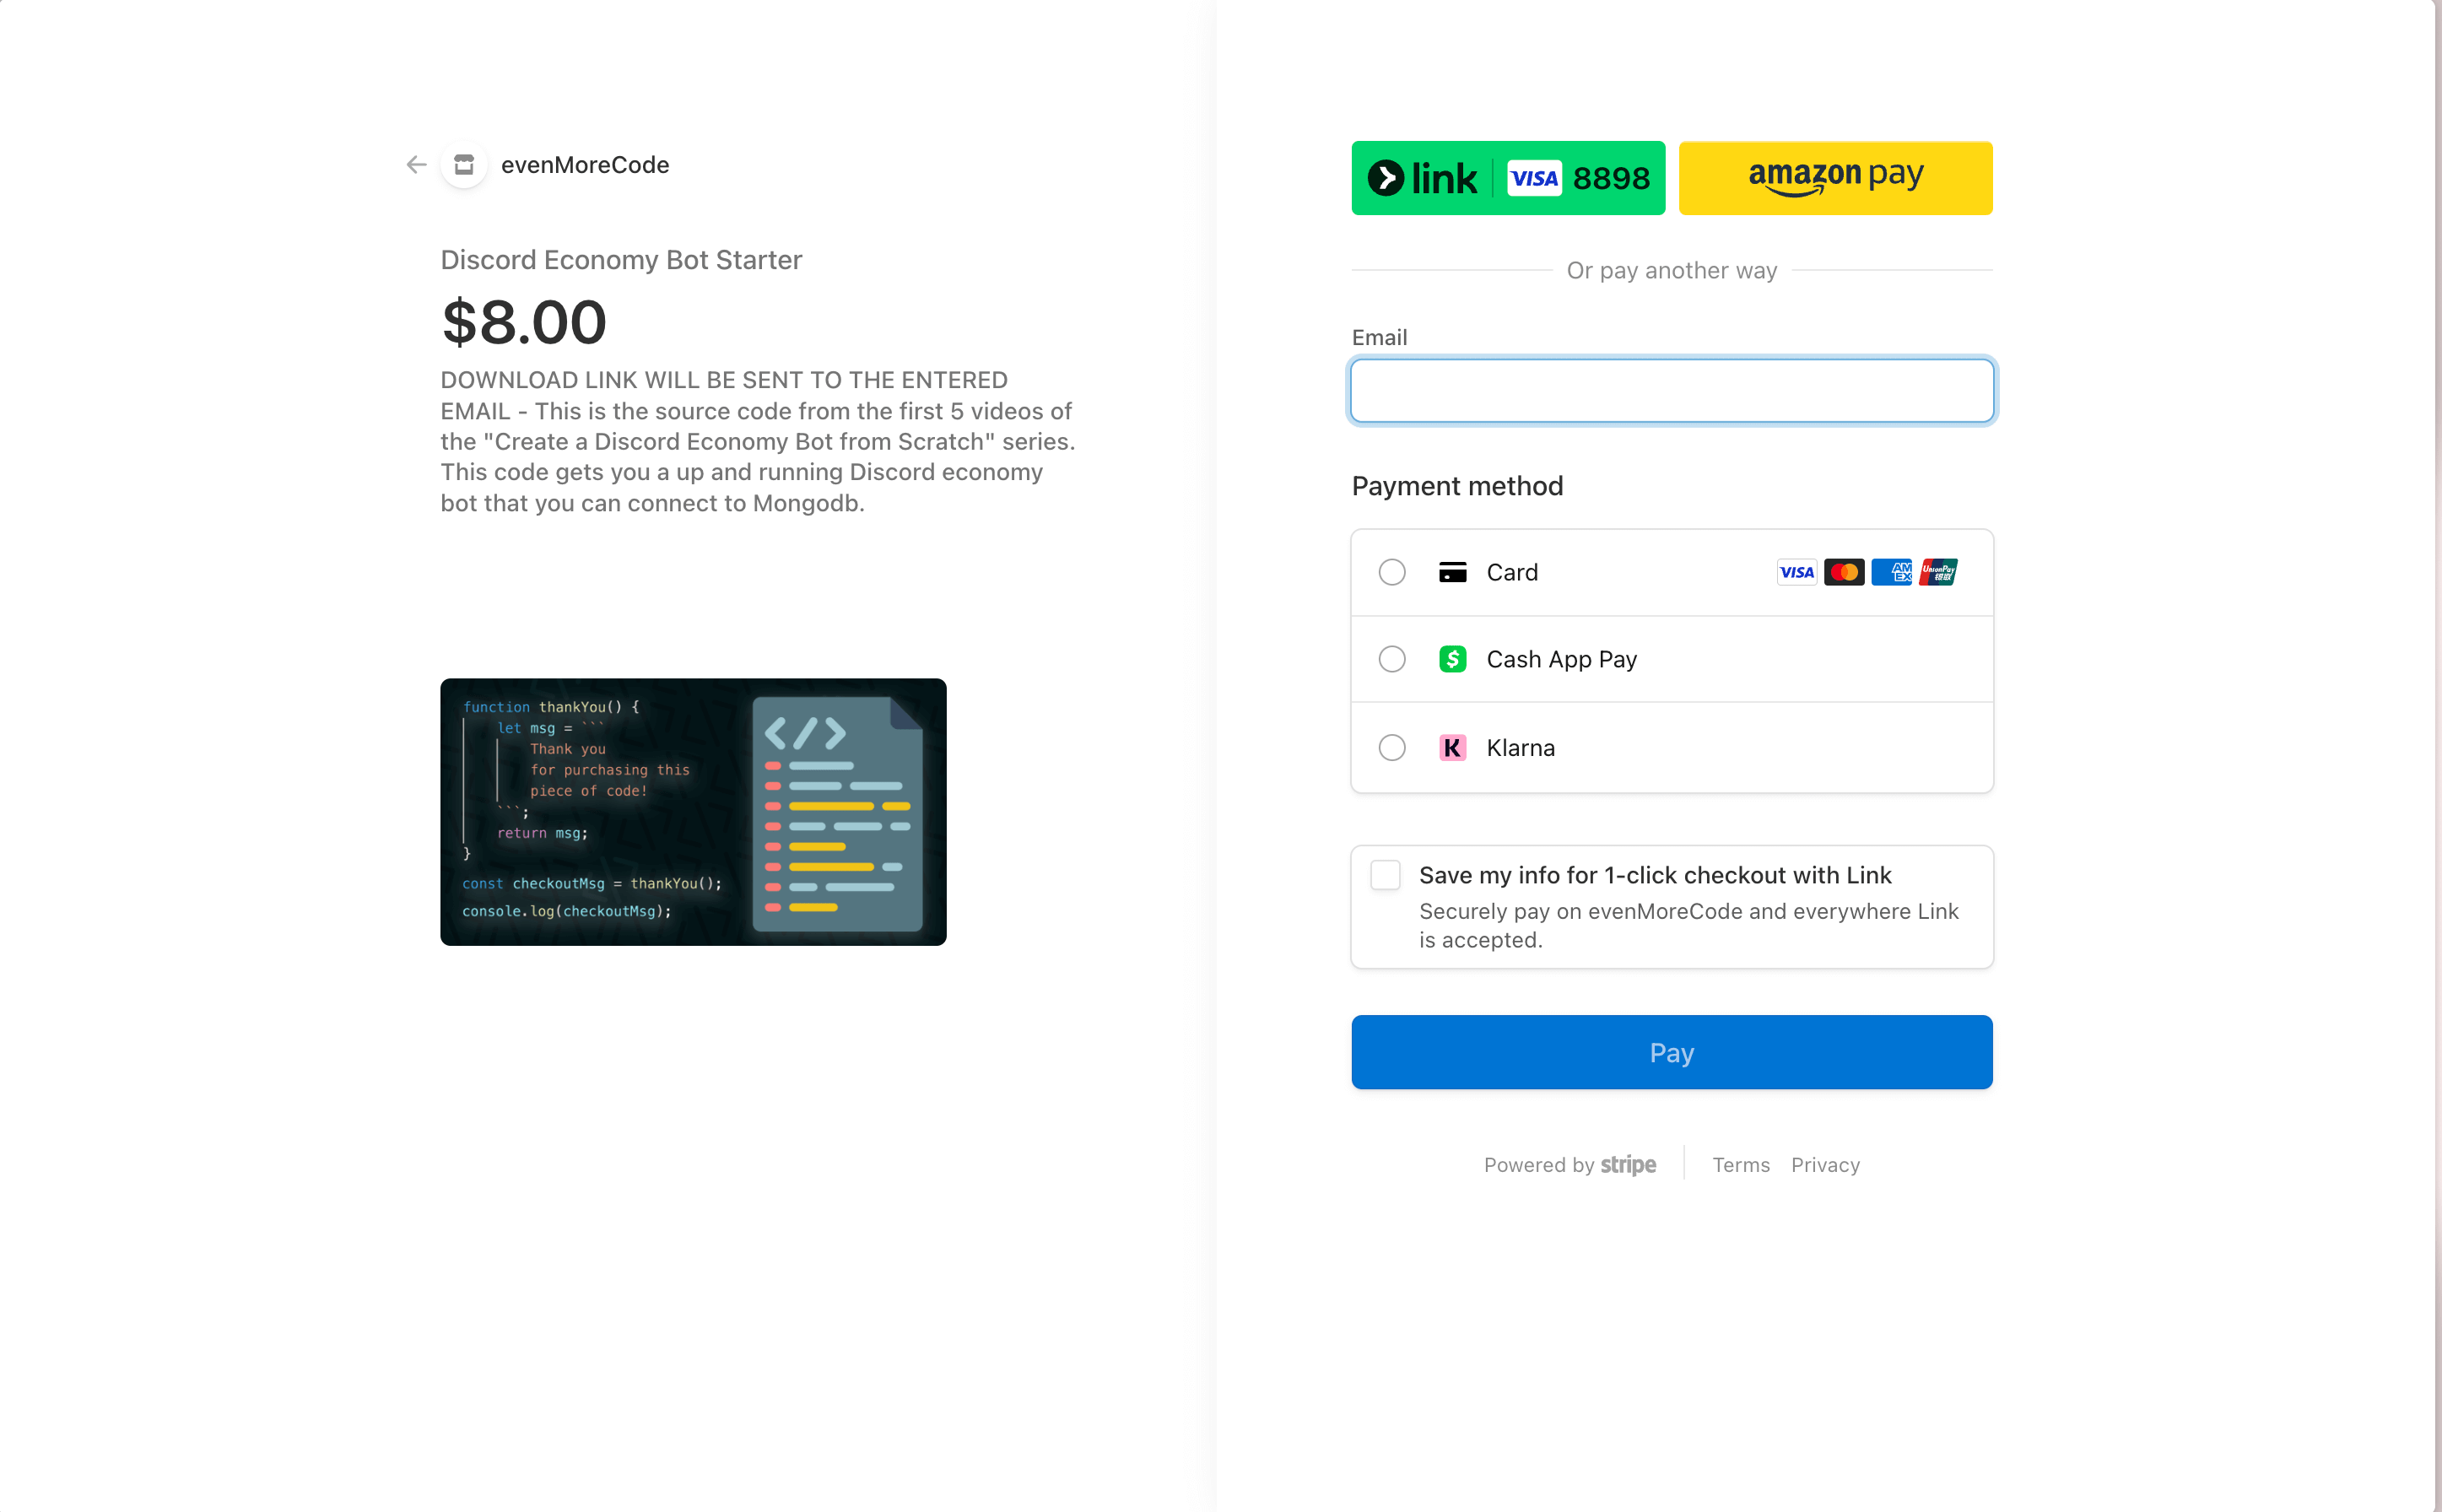 evenMoreCode
Discord Economy Bot Starter
$8.00
DOWNLOAD LINK WILL BE SENT TO THE ENTERED
EMAIL - This is the source code from the first 5 videos of
the "Create a Discord Economy Bot from Scratch" series.
This code gets you a up and running Discord economy
bot that you can connect to Mongodb.
function thankYou() {
let msg = ```
Thank you
for purchasing this
piece of code!
```;
return msg;
}
const checkoutMsg = thankYou();
console.log(checkoutMsg);
</>
link VISA 8898
amazon pay
Or pay another way
Email
Payment method
Card VISA AMEX UnionPay 银联
Cash App Pay
Klarna
Save my info for 1-click checkout with Link
Securely pay on evenMoreCode and everywhere Link
is accepted.
Pay
Powered by stripe Terms Privacy